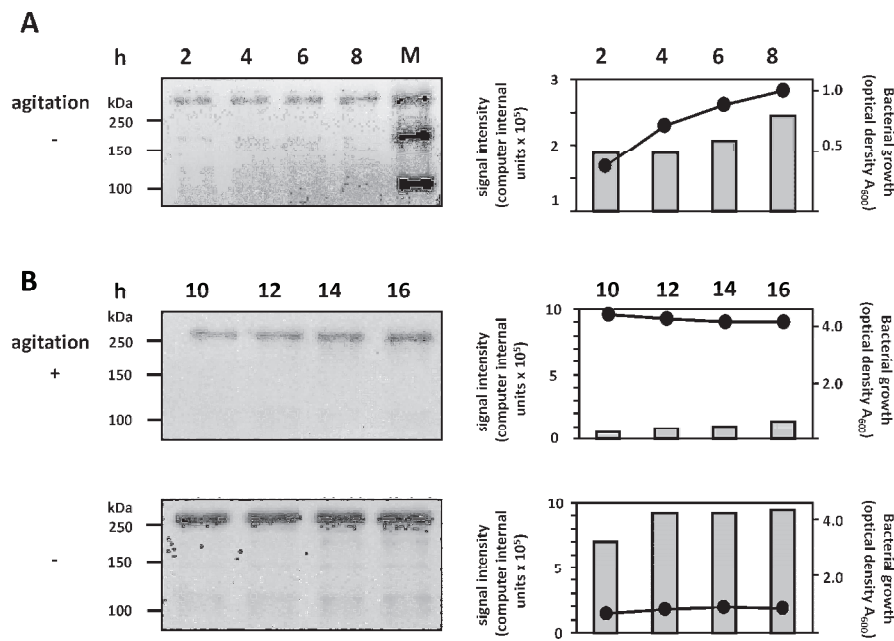 A
h 2 4 6 8 M
agitation
-
kDa
250
150
100
2 4 6 8
signal intensity
(computer internal
units x 10⁵)
3
2
1
1.0
0.5
Bacterial growth
(optical density A₆₀₀)
B
h 10 12 14 16
agitation
+
kDa
250
150
100
10 12 14 16
signal intensity
(computer internal
units x 10⁵)
10
5
0
4.0
2.0
Bacterial growth
(optical density A₆₀₀)
-
kDa
250
150
100
signal intensity
(computer internal
units x 10⁵)
10
5
0
4.0
2.0
Bacterial growth
(optical density A₆₀₀)